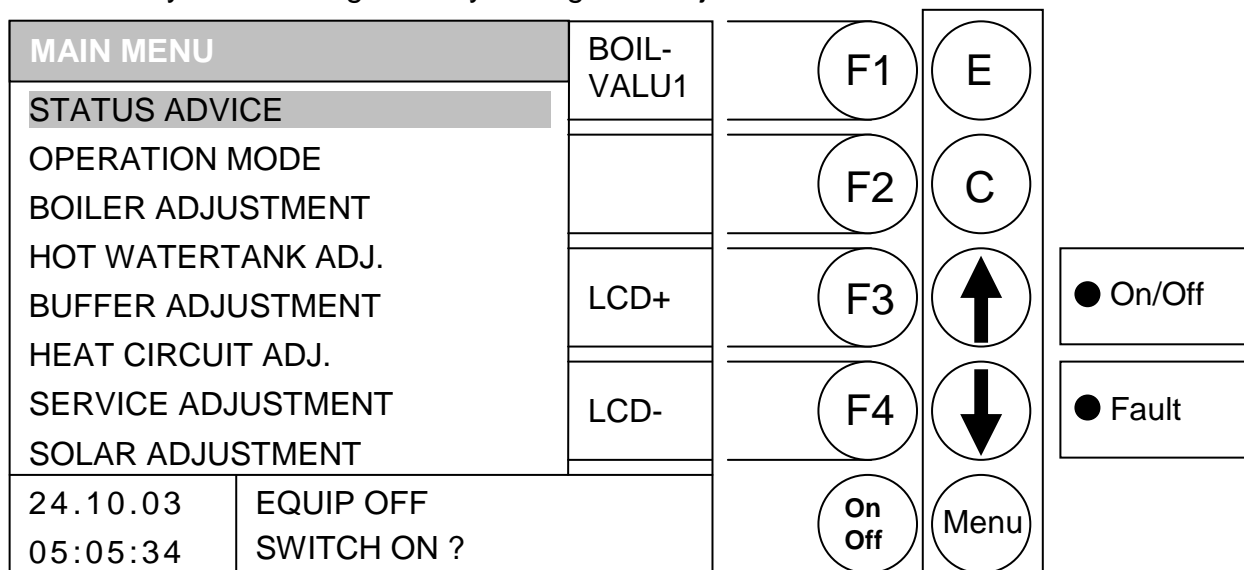 MAIN MENU
STATUS ADVICE
OPERATION MODE
BOILER ADJUSTMENT
HOT WATERTANK ADJ.
BUFFER ADJUSTMENT
HEAT CIRCUIT ADJ.
SERVICE ADJUSTMENT
SOLAR ADJUSTMENT
24.10.03
05:05:34
EQUIP OFF
SWITCH ON ?
BOIL-
VALU1
LCD+
LCD-
F1
E
F2
C
F3
F4
On
Off
Menu
On/Off
Fault